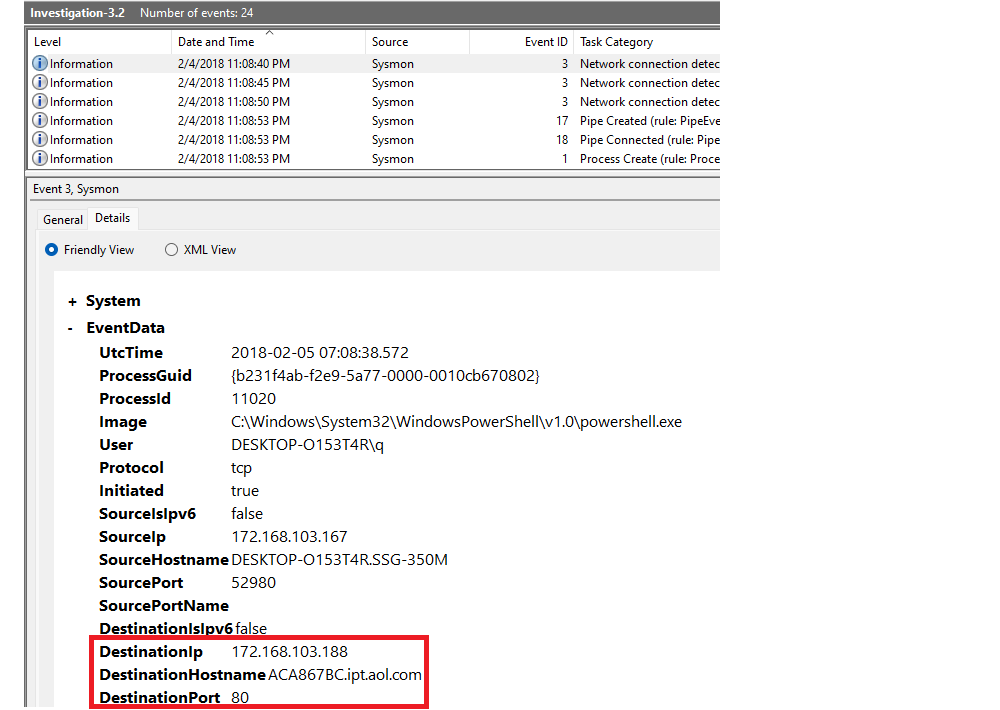 Investigation-3.2 Number of events: 24
Level Date and Time Source Event ID Task Category
Information 2/4/2018 11:08:40 PM Sysmon 3 Network connection detec
Information 2/4/2018 11:08:45 PM Sysmon 3 Network connection detec
Information 2/4/2018 11:08:50 PM Sysmon 3 Network connection detec
Information 2/4/2018 11:08:53 PM Sysmon 17 Pipe Created (rule: PipeEve
Information 2/4/2018 11:08:53 PM Sysmon 18 Pipe Connected (rule: Pipe
Information 2/4/2018 11:08:53 PM Sysmon 1 Process Create (rule: Proce
Event 3, Sysmon
General Details
Friendly View XML View
+ System
- EventData
UtcTime 2018-02-05 07:08:38.572
ProcessGuid {b231f4ab-f2e9-5a77-0000-0010cb670802}
ProcessId 11020
Image C:\Windows\System32\WindowsPowerShell\v1.0\powershell.exe
User DESKTOP-O153T4R\q
Protocol tcp
Initiated true
SourceIsIpv6 false
SourceIp 172.168.103.167
SourceHostname DESKTOP-O153T4R.SSG-350M
SourcePort 52980
SourcePortName
DestinationIsIpv6 false
DestinationIp 172.168.103.188
DestinationHostname ACA867BC.ipt.aol.com
DestinationPort 80